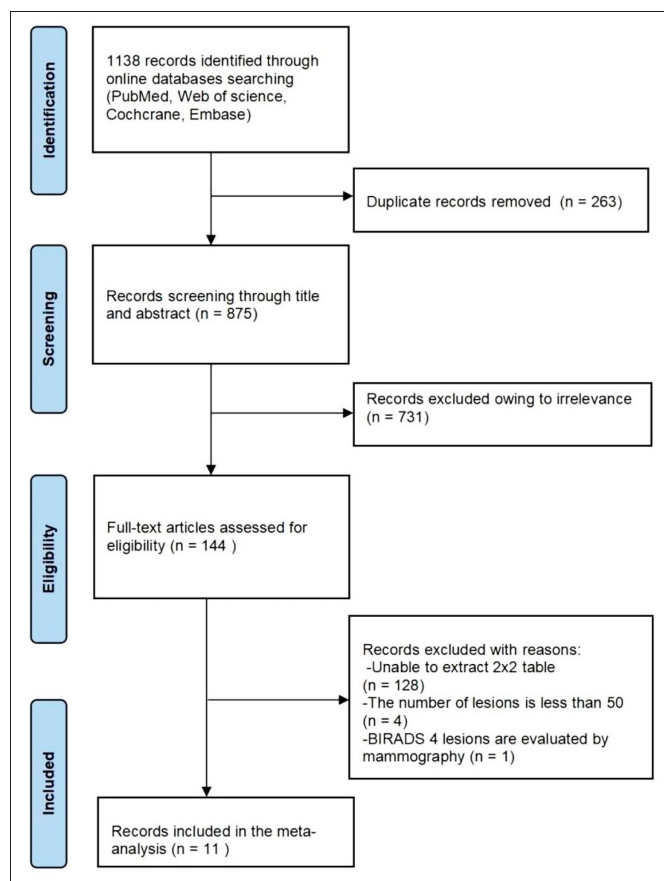 Identification
1138 records identified through
online databases searching
(PubMed, Web of science,
Cochcrane, Embase)
Duplicate records removed (n = 263)
Screening
Records screening through title
and abstract (n = 875)
Records excluded owing to irrelevance
(n = 731)
Eligibility
Full-text articles assessed for
eligibility (n = 144 )
Records excluded with reasons:
-Unable to extract 2x2 table
(n = 128)
-The number of lesions is less than 50
(n = 4)
-BIRADS 4 lesions are evaluated by
mammography (n = 1)
Included
Records included in the meta-
analysis (n = 11 )